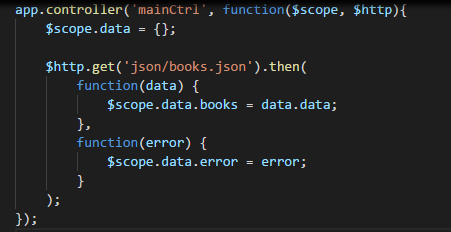 app.controller('mainCtrl', function($scope, $http){
    $scope.data = {};

    $http.get('json/books.json').then(
        function(data) {
            $scope.data.books = data.data;
        },
        function(error) {
            $scope.data.error = error;
        }
    );
});